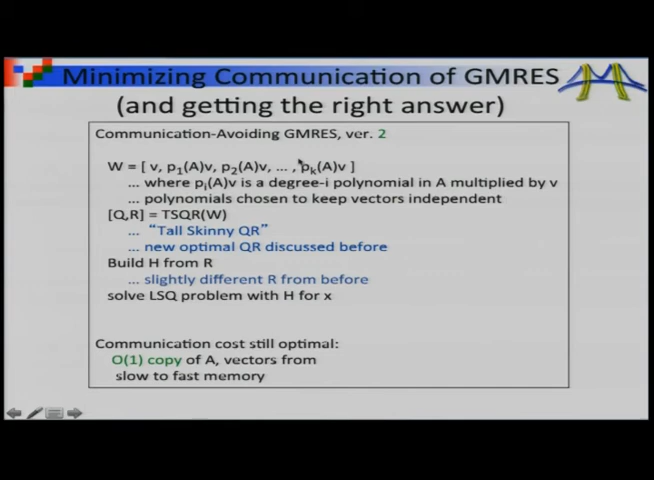 Minimizing Communication of GMRES
(and getting the right answer)
Communication-Avoiding GMRES, ver. 2
W = [ v, p1(A)v, p2(A)v, ... , pk(A)v ]
... where pi(A)v is a degree-i polynomial in A multiplied by v
... polynomials chosen to keep vectors independent
[Q,R] = TSQR(W)
... “Tall Skinny QR”
... new optimal QR discussed before
Build H from R
... slightly different R from before
solve LSQ problem with H for x
Communication cost still optimal:
O(1) copy of A, vectors from
slow to fast memory